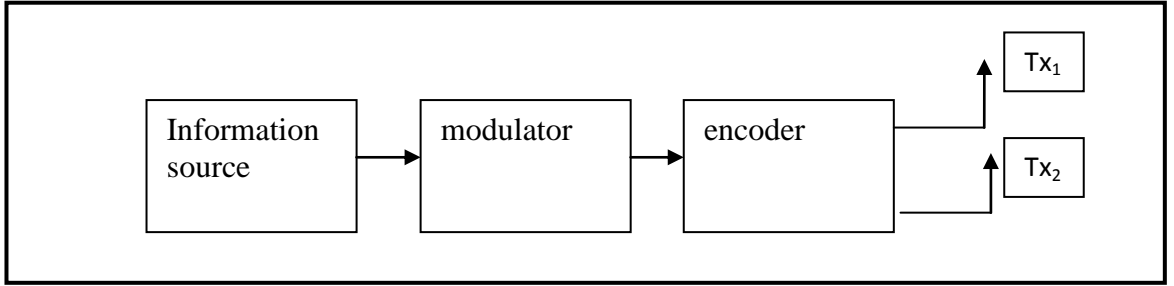 Information
source
modulator
encoder
Tx₁
Tx₂